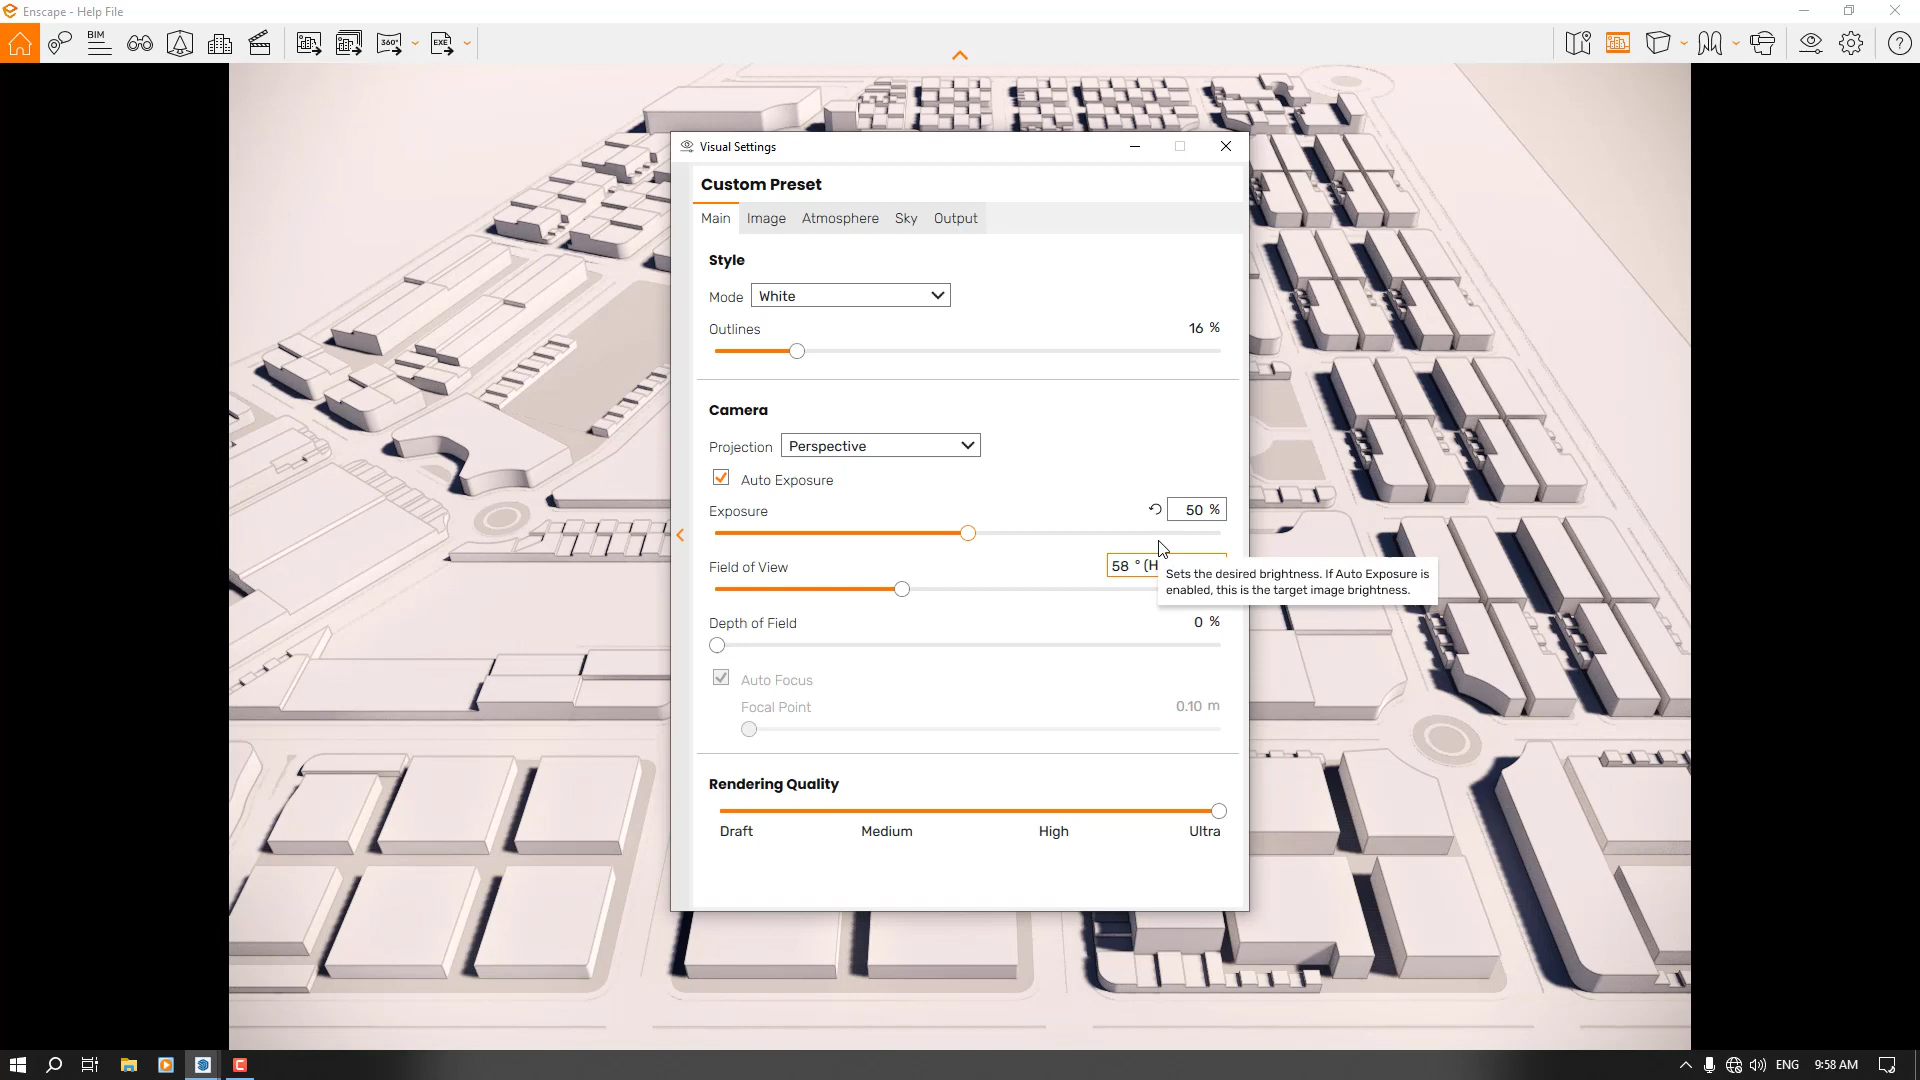 Enscape - Help File
BIM
360°
EXE
Visual Settings
Custom Preset
Main Image Atmosphere Sky Output
Style
Mode White
Outlines 16 %
Camera
Projection Perspective
Auto Exposure
Exposure 50 %
Field of View 58 ° (H
Sets the desired brightness. If Auto Exposure is
enabled, this is the target image brightness.
Depth of Field 0 %
Auto Focus
Focal Point 0.10 m
Rendering Quality
Draft Medium High Ultra
ENG 9:58 AM